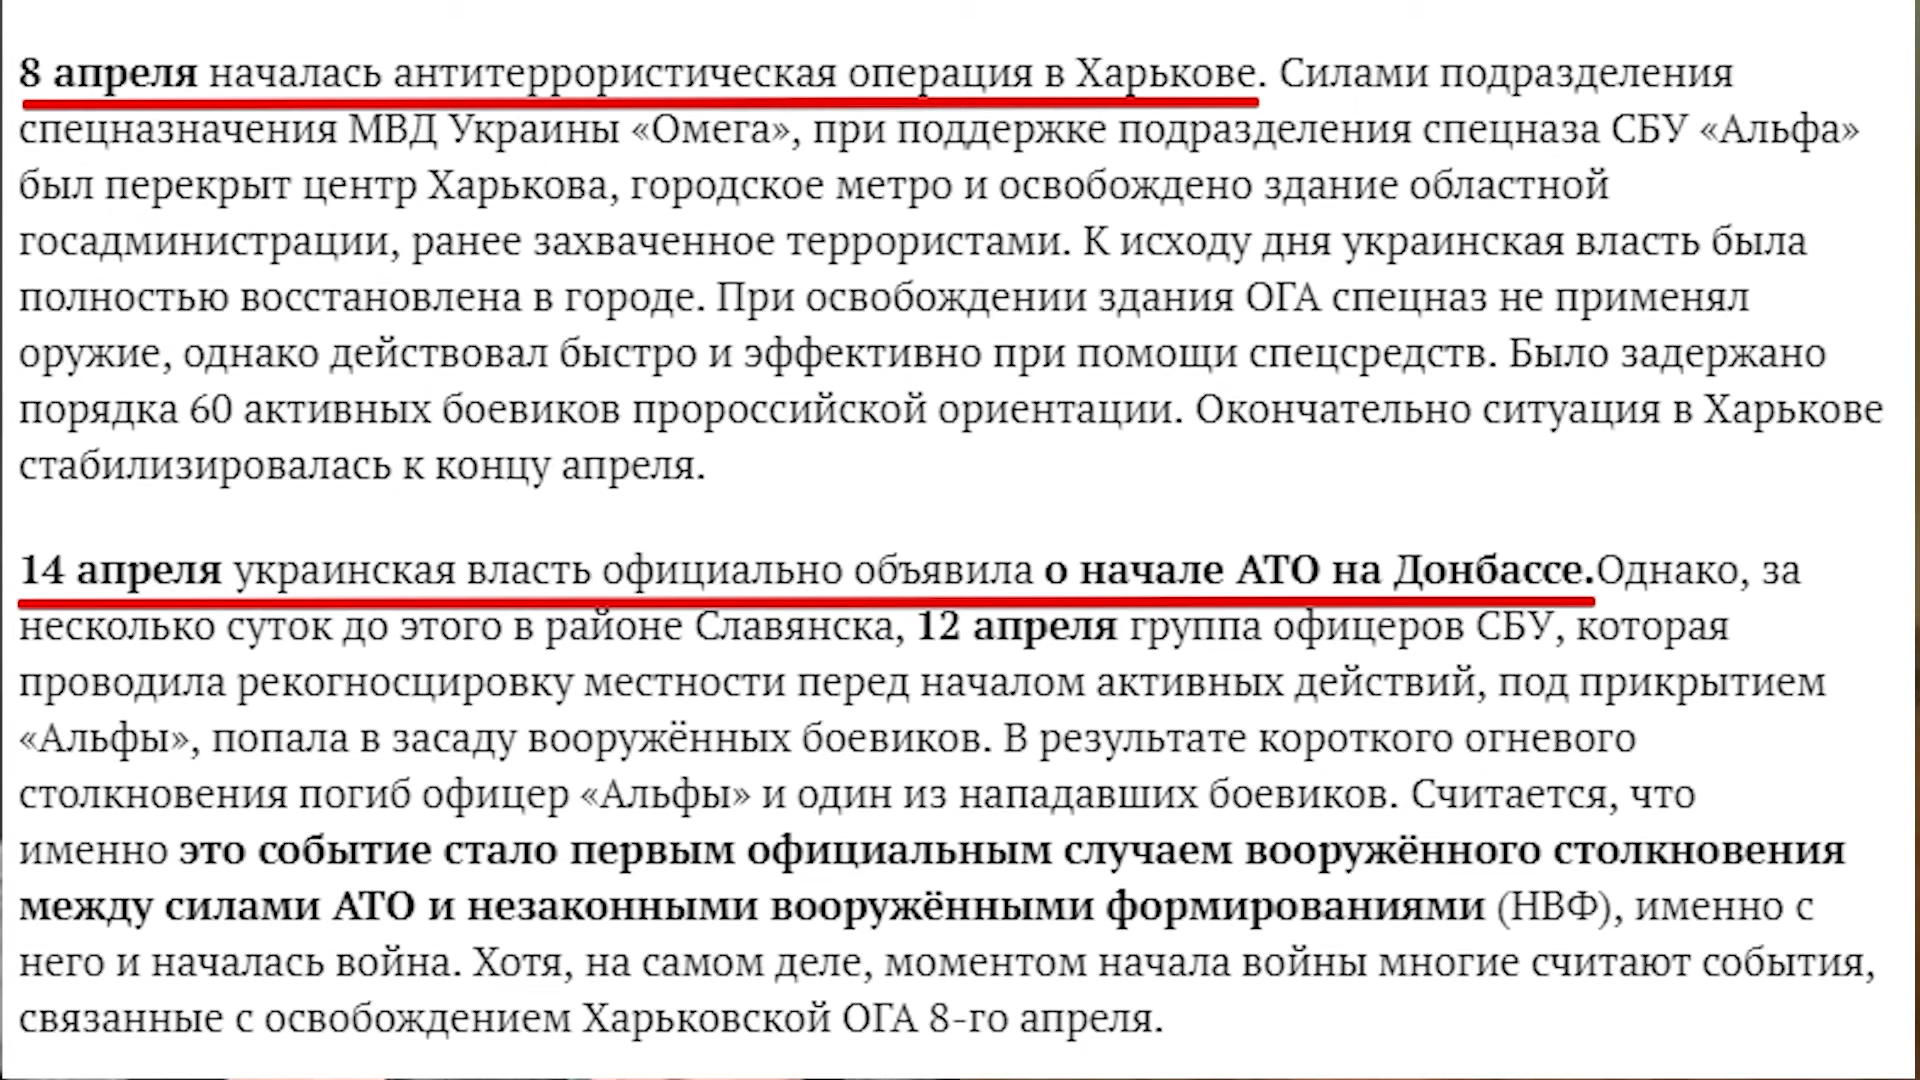 8 апреля началась антитеррористическая операция в Харькове. Силами подразделения
спецназначения МВД Украины «Омега», при поддержке подразделения спецназа СБУ «Альфа»
был перекрыт центр Харькова, городское метро и освобождено здание областной
госадминистрации, ранее захваченное террористами. К исходу дня украинская власть была
полностью восстановлена в городе. При освобождении здания ОГА спецназ не применял
оружие, однако действовал быстро и эффективно при помощи спецсредств. Было задержано
порядка 60 активных боевиков пророссийской ориентации. Окончательно ситуация в Харькове
стабилизировалась к концу апреля.
14 апреля украинская власть официально объявила о начале АТО на Донбассе.Однако, за
несколько суток до этого в районе Славянска, 12 апреля группа офицеров СБУ, которая
проводила рекогносцировку местности перед началом активных действий, под прикрытием
«Альфы», попала в засаду вооружённых боевиков. В результате короткого огневого
столкновения погиб офицер «Альфы» и один из нападавших боевиков. Считается, что
именно это событие стало первым официальным случаем вооружённого столкновения
между силами АТО и незаконными вооружёнными формированиями (НВФ), именно с
него и началась война. Хотя, на самом деле, моментом начала войны многие считают события,
связанные с освобождением Харьковской ОГА 8-го апреля.